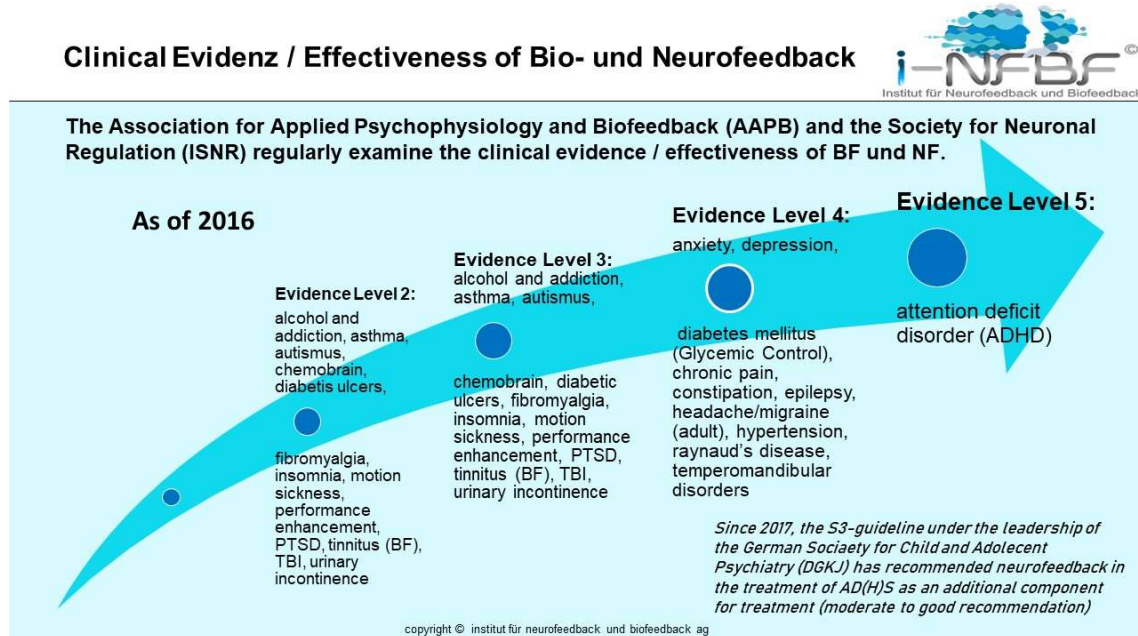 Clinical Evidenz / Effectiveness of Bio- und Neurofeedback
i-NFBF ©
Institut für Neurofeedback und Biofeedback
The Association for Applied Psychophysiology and Biofeedback (AAPB) and the Society for Neuronal
Regulation (ISNR) regularly examine the clinical evidence / effectiveness of BF und NF.
As of 2016
Evidence Level 2:
alcohol and
addiction, asthma,
autismus,
chemobrain,
diabetis ulcers,
fibromyalgia,
insomnia, motion
sickness,
performance
enhancement,
PTSD, tinnitus (BF),
TBI, urinary
incontinence
Evidence Level 3:
alcohol and addiction,
asthma, autismus,
chemobrain, diabetic
ulcers, fibromyalgia,
insomnia, motion
sickness, performance
enhancement, PTSD,
tinnitus (BF), TBI,
urinary incontinence
Evidence Level 4:
anxiety, depression,
diabetes mellitus
(Glycemic Control),
chronic pain,
constipation, epilepsy,
headache/migraine
(adult), hypertension,
raynaud's disease,
temperomandibular
disorders
Evidence Level 5:
attention deficit
disorder (ADHD)
Since 2017, the S3-guideline under the leadership of
the German Sociaety for Child and Adolecent
Psychiatry (DGKJ) has recommended neurofeedback in
the treatment of AD(H)S as an additional component
for treatment (moderate to good recommendation)
copyright © institut für neurofeedback und biofeedback ag